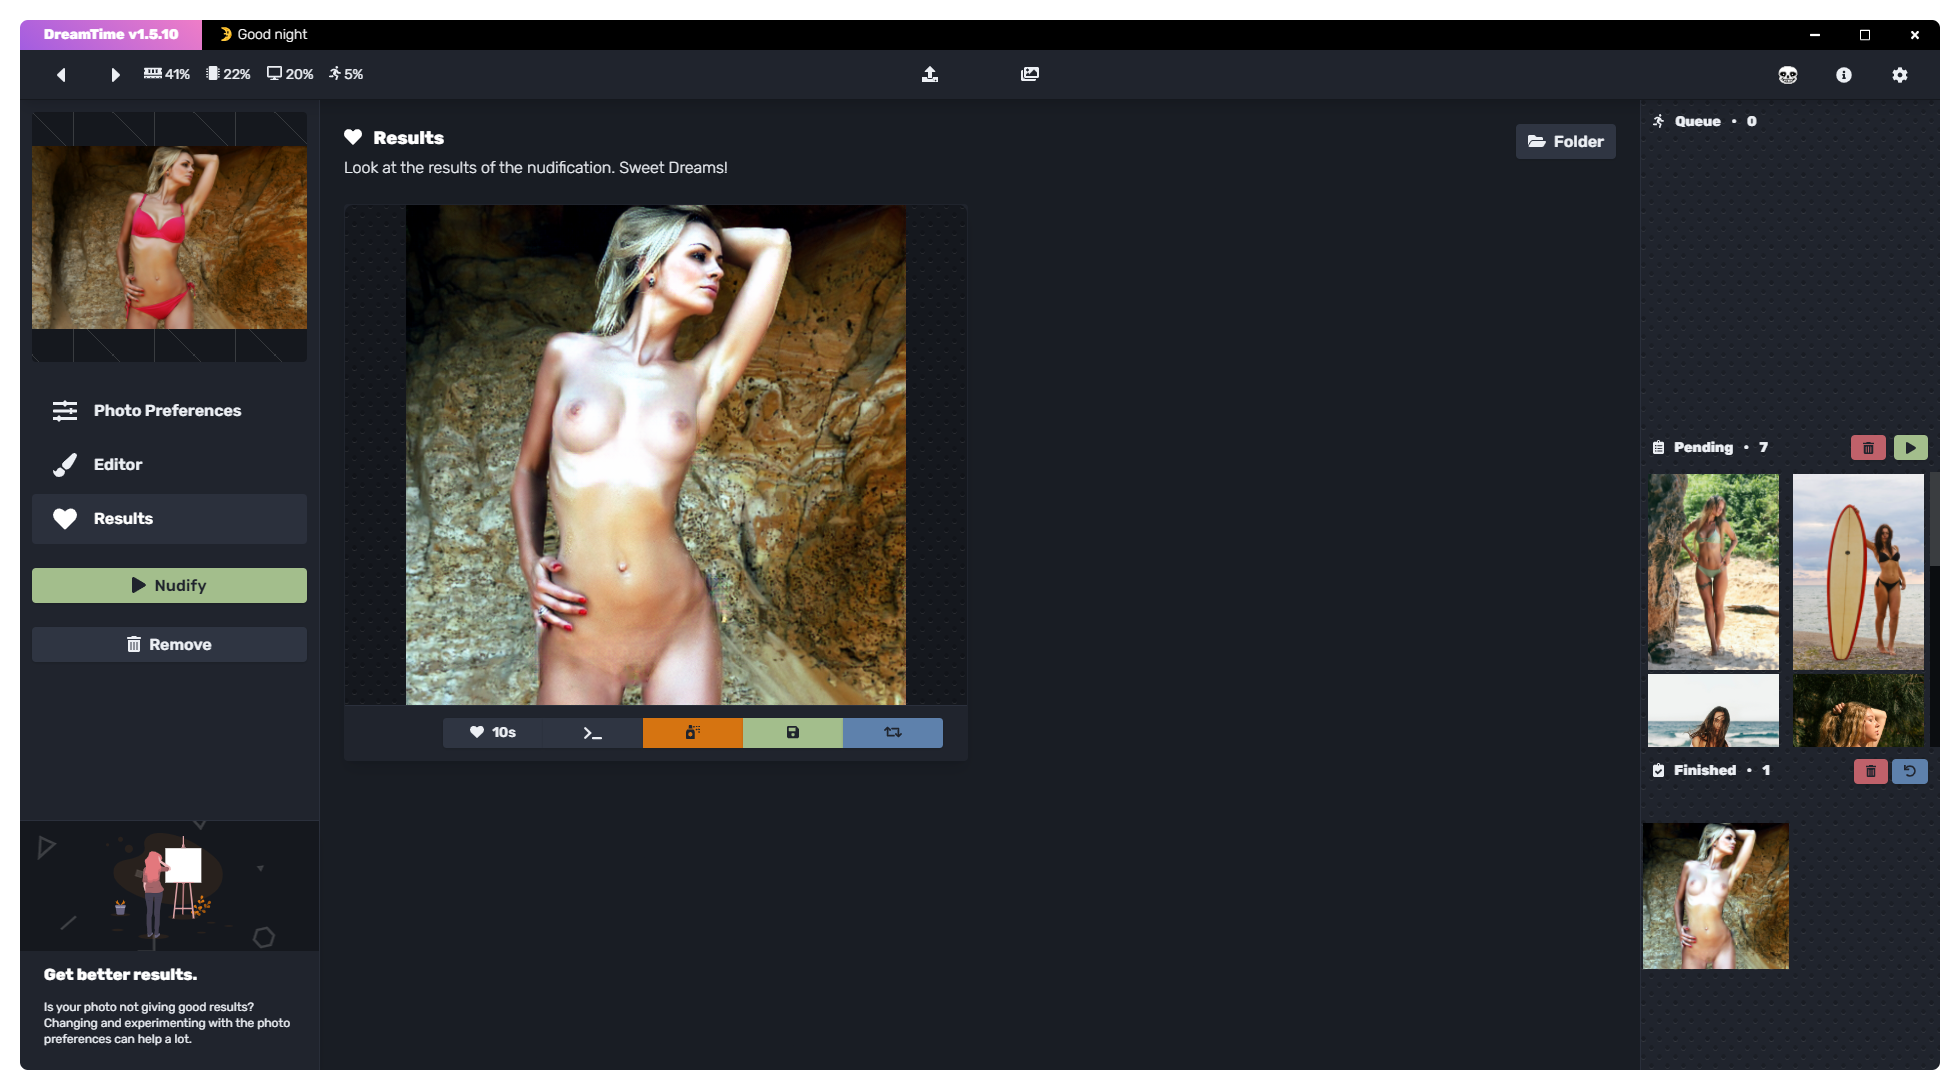 DreamTime v1.5.10
Good night
41% 22% 20% 5%
Results
Look at the results of the nudification. Sweet Dreams!
Folder
Photo Preferences
Editor
Results
Nudify
Remove
10s
Get better results.
Is your photo not giving good results?
Changing and experimenting with the photo
preferences can help a lot.
Queue • 0
Pending • 7
Finished • 1